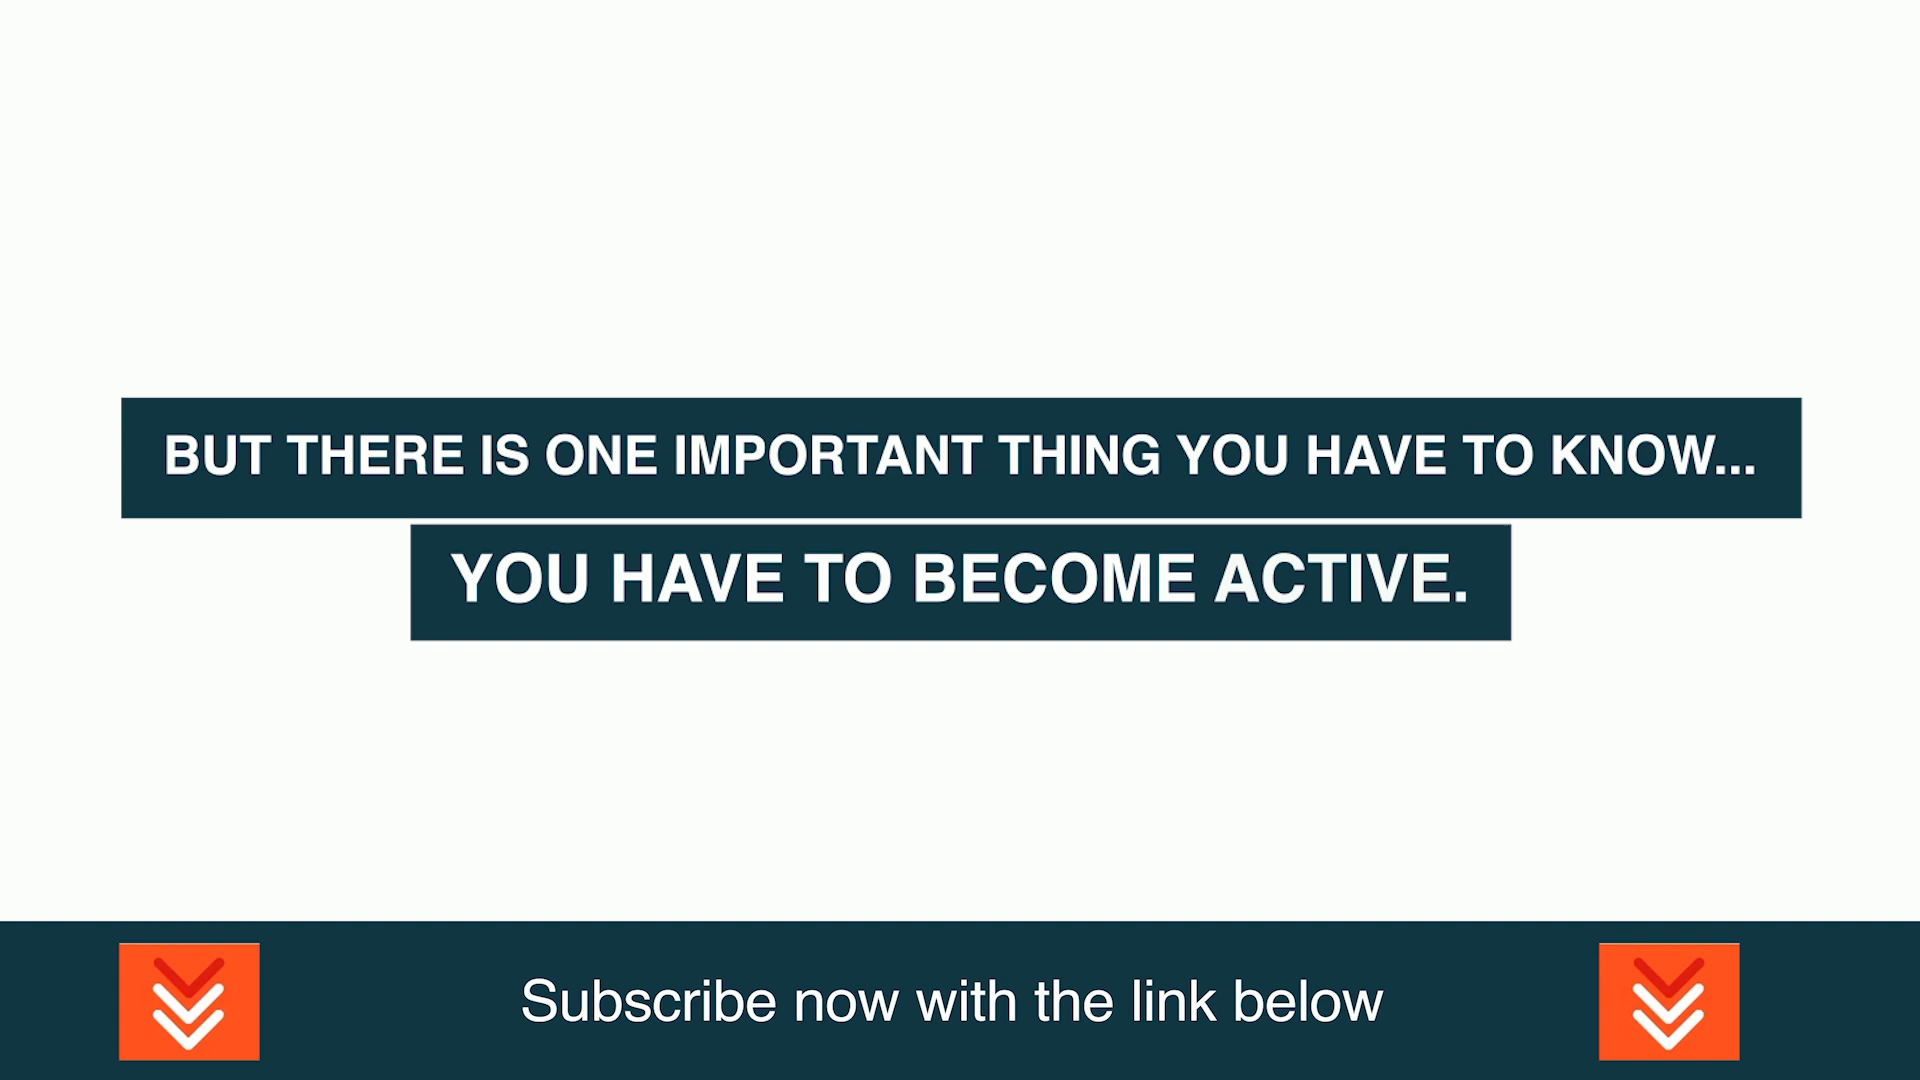 BUT THERE IS ONE IMPORTANT THING YOU HAVE TO KNOW...
YOU HAVE TO BECOME ACTIVE.
Subscribe now with the link below